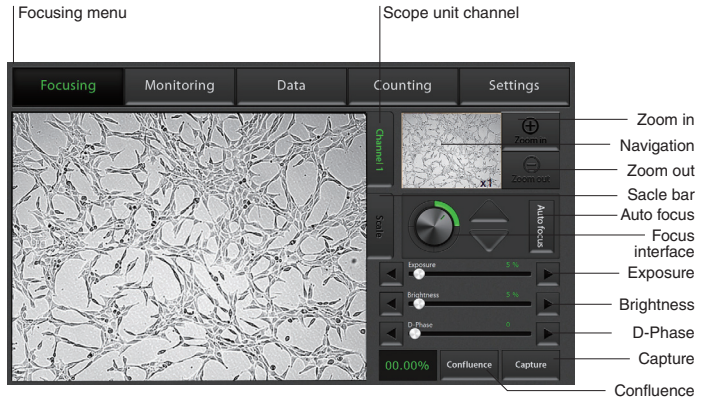 Focusing menu
Scope unit channel
Focusing
Monitoring
Data
Counting
Settings
Channel 1
x1
Zoom in
Zoom out
Scale
Auto focus
Exposure
5 %
Brightness
5 %
D-Phase
0
00.00%
Confluence
Capture
Zoom in
Navigation
Zoom out
Sacle bar
Auto focus
Focus
interface
Exposure
Brightness
D-Phase
Capture
Confluence